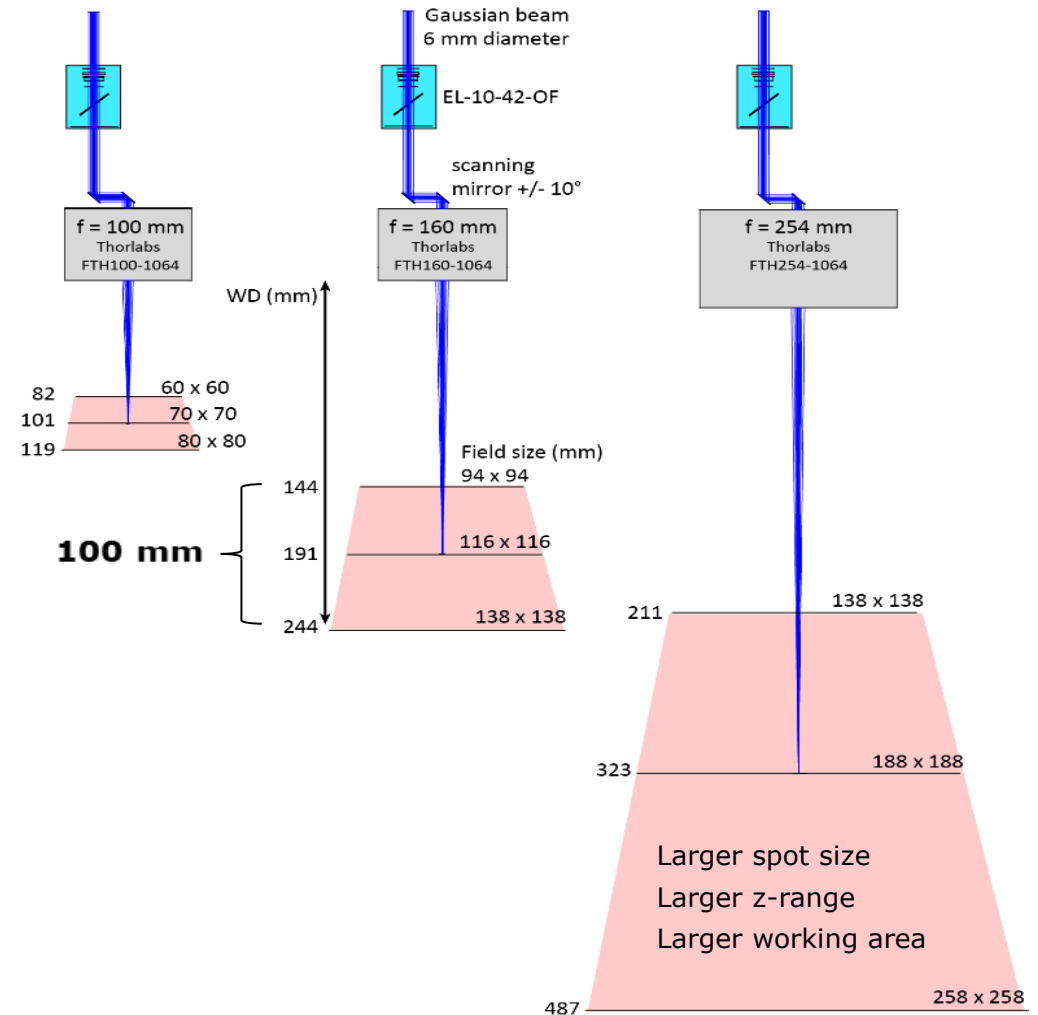 Gaussian beam
6 mm diameter
EL-10-42-OF
scanning
mirror +/- 10°
f = 100 mm
Thorlabs
FTH100-1064
f = 160 mm
Thorlabs
FTH160-1064
f = 254 mm
Thorlabs
FTH254-1064
WD (mm)
82
60 x 60
101
70 x 70
119
80 x 80
Field size (mm)
94 x 94
144
100 mm
191
116 x 116
244
138 x 138
211
138 x 138
323
188 x 188
Larger spot size
Larger z-range
Larger working area
487
258 x 258